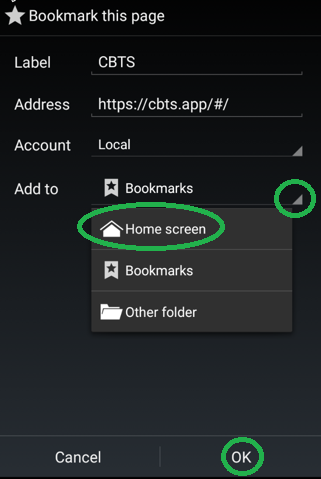 Bookmark this page
Label CBTS
Address https://cbts.app/#/
Account Local
Add to Bookmarks
Home screen
Bookmarks
Other folder
Cancel OK